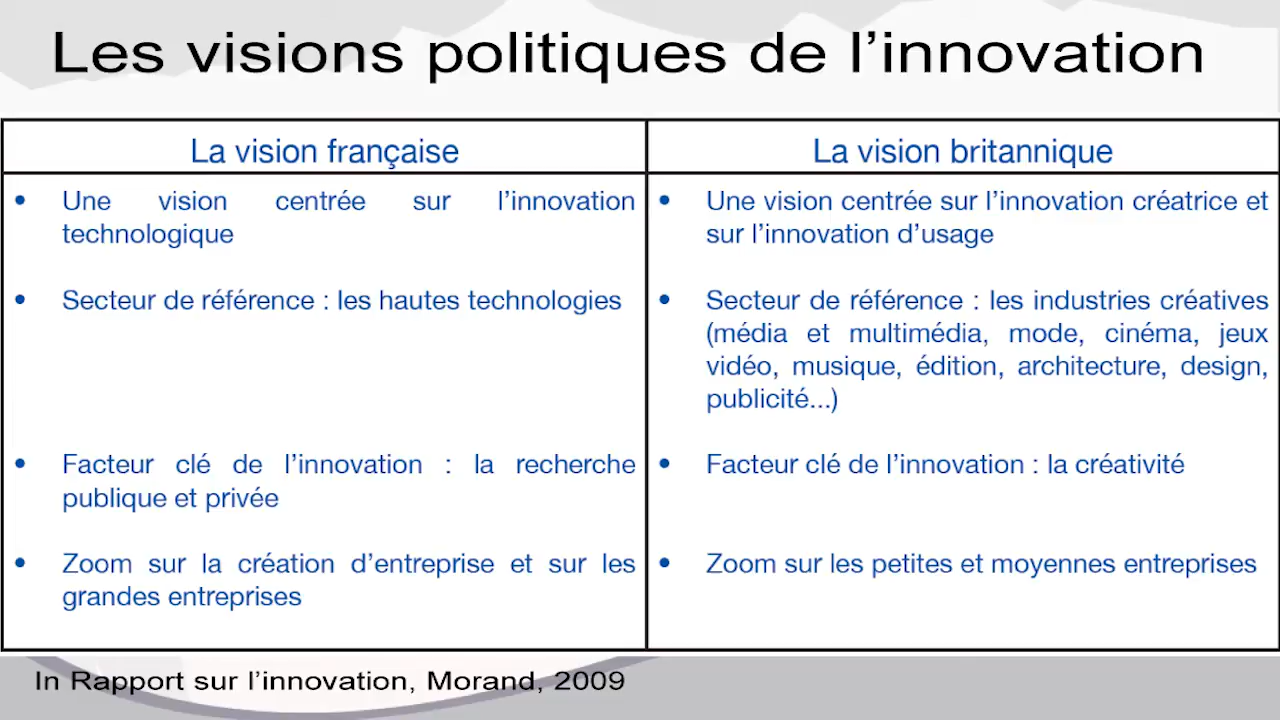 Les visions politiques de l’innovation
La vision française
• Une vision centrée sur l’innovation
technologique
• Secteur de référence : les hautes technologies
• Facteur clé de l’innovation : la recherche
publique et privée
• Zoom sur la création d’entreprise et sur les
grandes entreprises
La vision britannique
• Une vision centrée sur l’innovation créatrice et
sur l’innovation d’usage
• Secteur de référence : les industries créatives
(média et multimédia, mode, cinéma, jeux
vidéo, musique, édition, architecture, design,
publicité...)
• Facteur clé de l’innovation : la créativité
• Zoom sur les petites et moyennes entreprises
In Rapport sur l’innovation, Morand, 2009